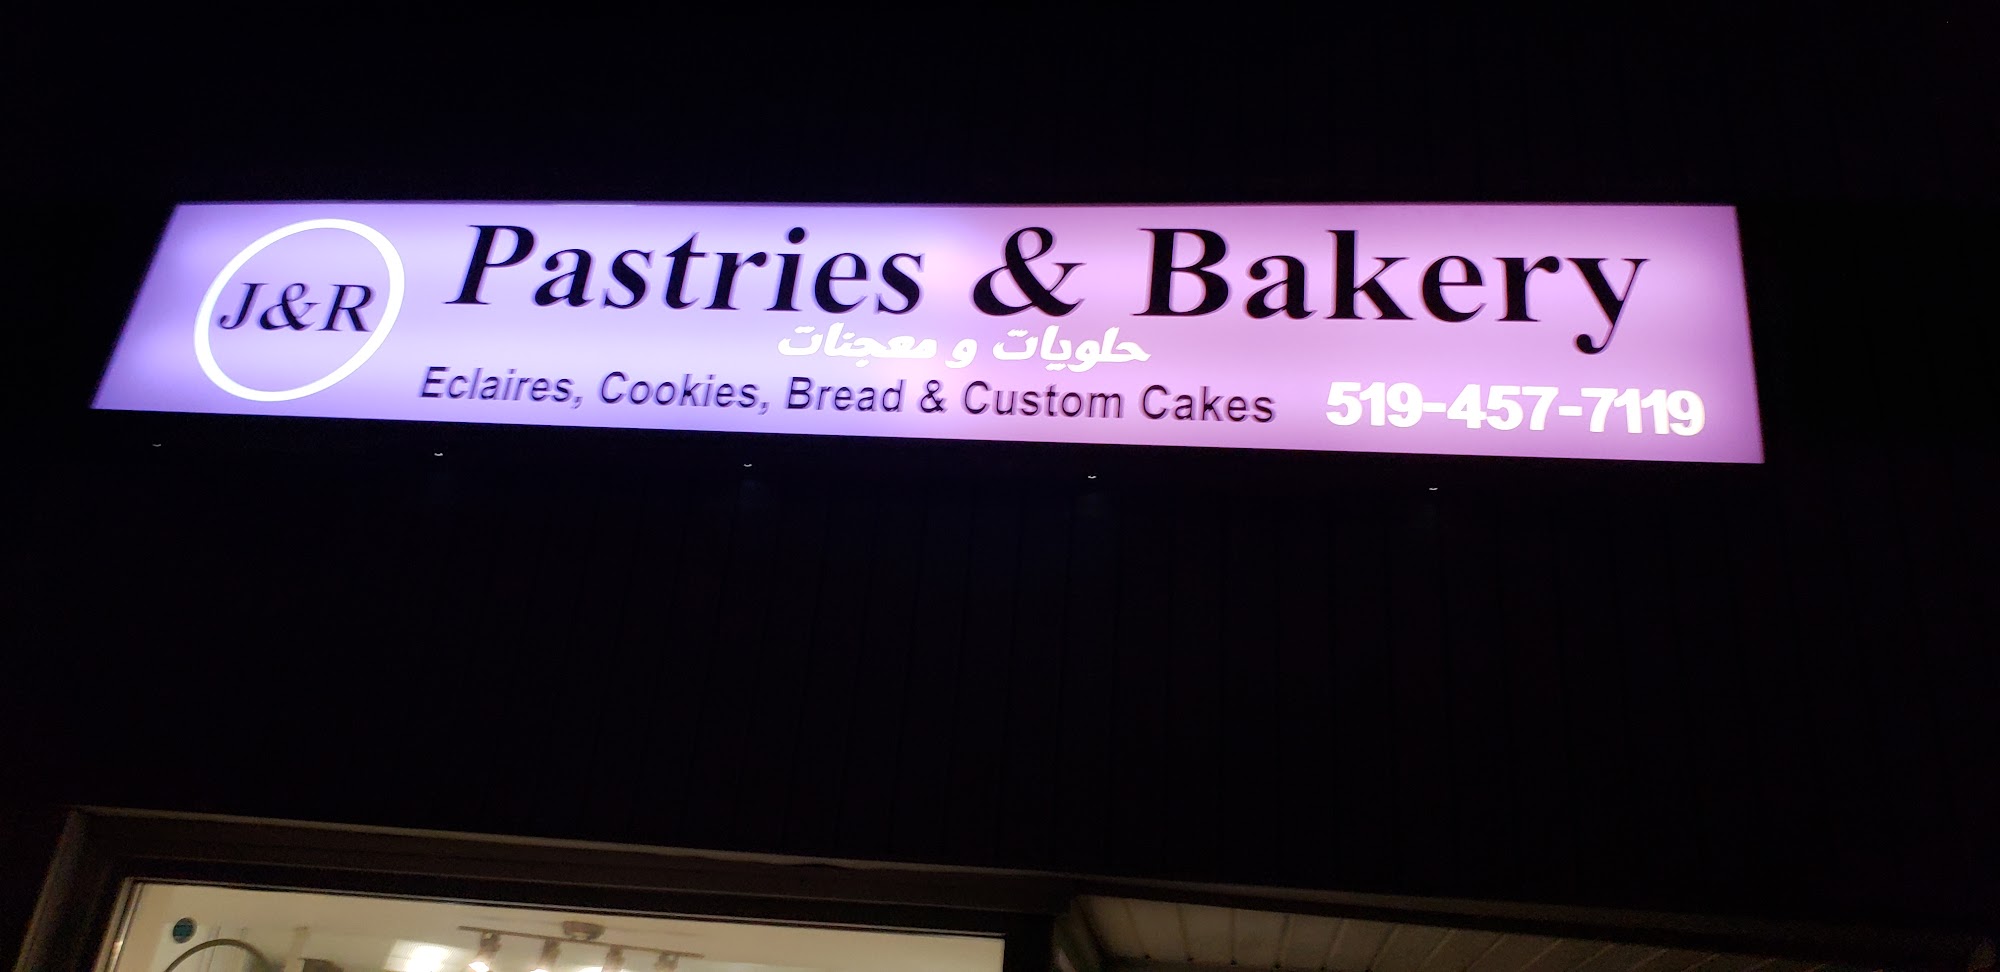 J&R
Pastries & Bakery
حلويات و معجنات
Eclaires, Cookies, Bread & Custom Cakes
519-457-7119